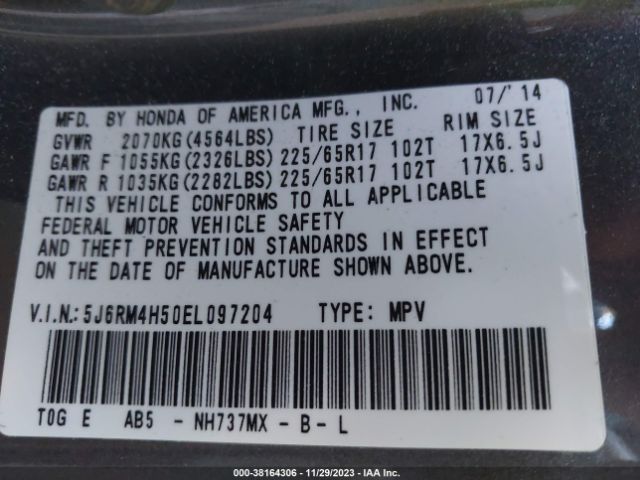 MFD. BY HONDA OF AMERICA MFG., INC. 07/'14
GVWR 2070KG(4564LBS) TIRE SIZE RIM SIZE
GAWR F 1055KG(2326LBS) 225/65R17 102T 17X6.5J
GAWR R 1035KG(2282LBS) 225/65R17 102T 17X6.5J
THIS VEHICLE CONFORMS TO ALL APPLICABLE
FEDERAL MOTOR VEHICLE SAFETY
AND THEFT PREVENTION STANDARDS IN EFFECT
ON THE DATE OF MANUFACTURE SHOWN ABOVE.
V.I.N.: 5J6RM4H50EL097204 TYPE: MPV
T0G E AB5 - NH737MX - B - L
000-38164306 - 11/29/2023 - IAA Inc.